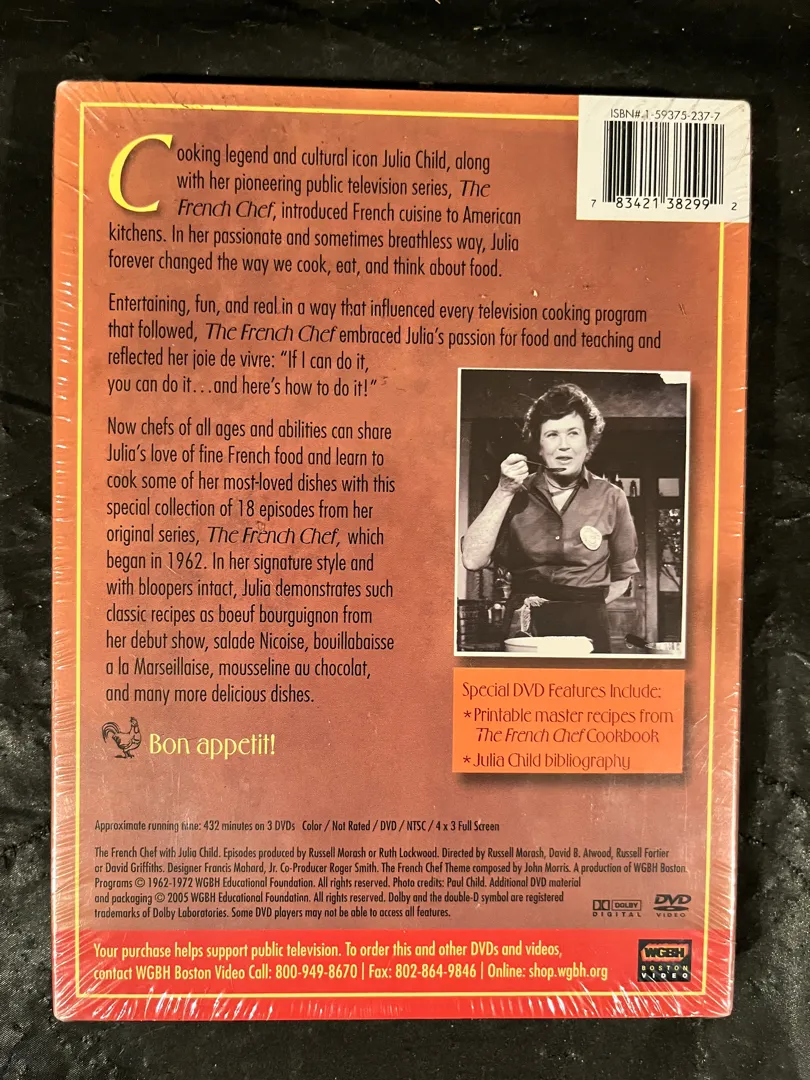 ISBN# 1-59375-237-7
7 83421 38299 2
Cooking legend and cultural icon Julia Child, along
with her pioneering public television series, The
French Chef, introduced French cuisine to American
kitchens. In her passionate and sometimes breathless way, Julia
forever changed the way we cook, eat, and think about food.
Entertaining, fun, and real in a way that influenced every television cooking program
that followed, The French Chef embraced Julia's passion for food and teaching and
reflected her joie de vivre: "If I can do it,
you can do it...and here's how to do it!"
Now chefs of all ages and abilities can share
Julia's love of fine French food and learn to
cook some of her most-loved dishes with this
special collection of 18 episodes from her
original series, The French Chef, which
began in 1962. In her signature style and
with bloopers intact, Julia demonstrates such
classic recipes as boeuf bourguignon from
her debut show, salade Nicoise, bouillabaisse
a la Marseillaise, mousseline au chocolat,
and many more delicious dishes.
Bon appetit!
Special DVD Features Include:
*Printable master recipes from
The French Chef Cookbook
*Julia Child bibliography
Approximate running time: 432 minutes on 3 DVDs Color / Not Rated / DVD / NTSC / 4 x 3 Full Screen
The French Chef with Julia Child. Episodes produced by Russell Morash or Ruth Lockwood. Directed by Russell Morash, David B. Atwood, Russell Fortier
or David Griffiths. Designer Francis Mahard, Jr. Co-Producer Roger Smith. The French Chef Theme composed by John Morris. A production of WGBH Boston.
Programs © 1962-1972 WGBH Educational Foundation. All rights reserved. Photo credits: Paul Child. Additional DVD material
and packaging © 2005 WGBH Educational Foundation. All rights reserved. Dolby and the double-D symbol are registered
trademarks of Dolby Laboratories. Some DVD players may not be able to access all features.
DOLBY
DIGITAL
DVD
VIDEO
Your purchase helps support public television. To order this and other DVDs and videos,
contact WGBH Boston Video Call: 800-949-8670 | Fax: 802-864-9846 | Online: shop.wgbh.org
WGBH
BOSTON
VIDEO